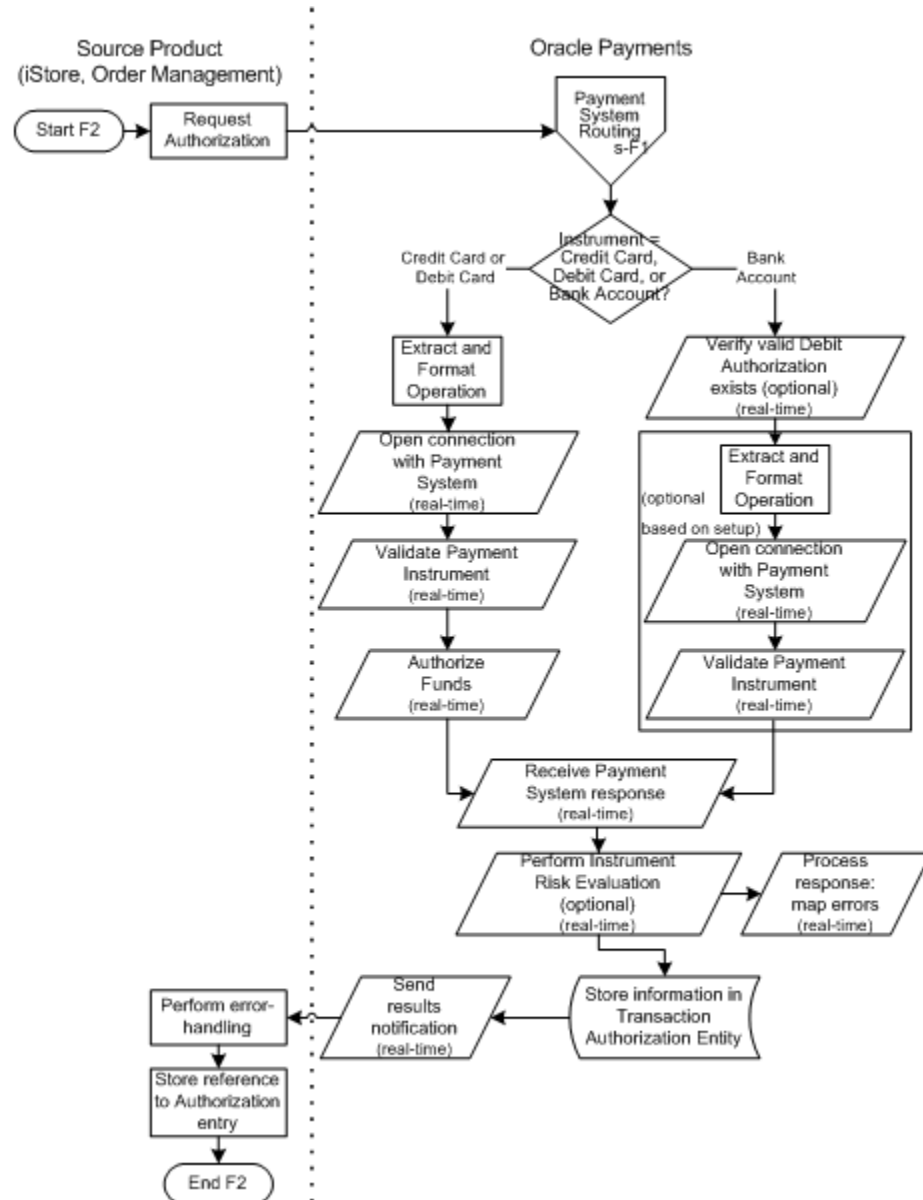 Source Product
(iStore, Order Management)
Oracle Payments
Start F2
Request
Authorization
Payment
System
Routing
s-F1
Instrument =
Credit Card,
Debit Card, or
Bank Account?
Credit Card or
Debit Card
Bank
Account
Extract and
Format
Operation
Open connection
with Payment
System
(real-time)
Validate Payment
Instrument
(real-time)
Authorize
Funds
(real-time)
Verify valid Debit
Authorization
exists (optional)
(real-time)
Extract and
Format
Operation
(optional
based on setup)
Open connection
with Payment
System
(real-time)
Validate Payment
Instrument
(real-time)
Receive Payment
System response
(real-time)
Perform Instrument
Risk Evaluation
(optional)
(real-time)
Process
response:
map errors
(real-time)
Store information in
Transaction
Authorization Entity
Send
results
notification
(real-time)
Perform error-
handling
Store reference
to Authorization
entry
End F2